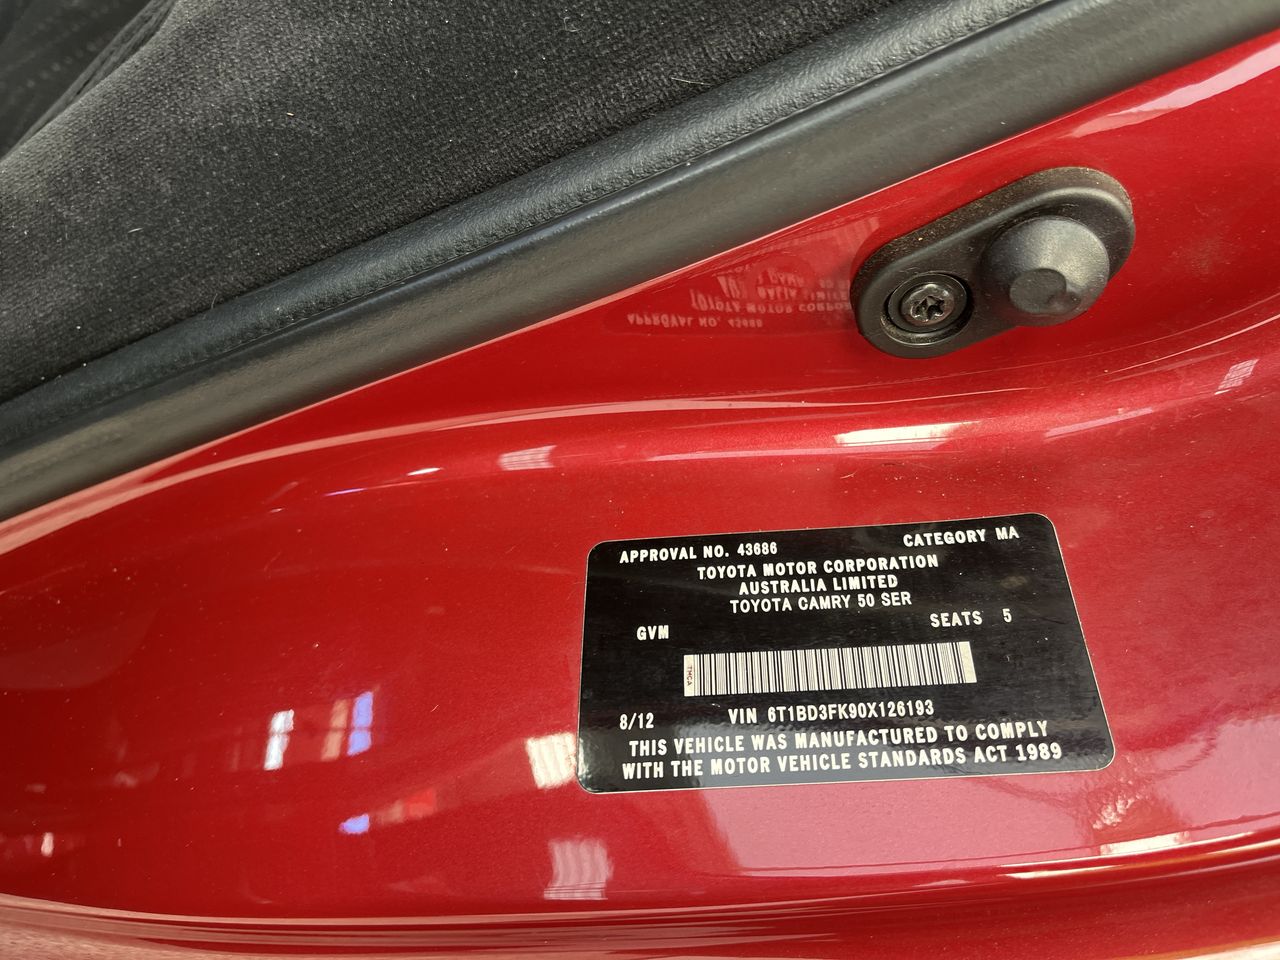 APPROVAL NO. 43686 CATEGORY MA
TOYOTA MOTOR CORPORATION
AUSTRALIA LIMITED
TOYOTA CAMRY 50 SER
GVM SEATS 5
TMCA
8/12 VIN 6T1BD3FK90X126193
THIS VEHICLE WAS MANUFACTURED TO COMPLY
WITH THE MOTOR VEHICLE STANDARDS ACT 1989